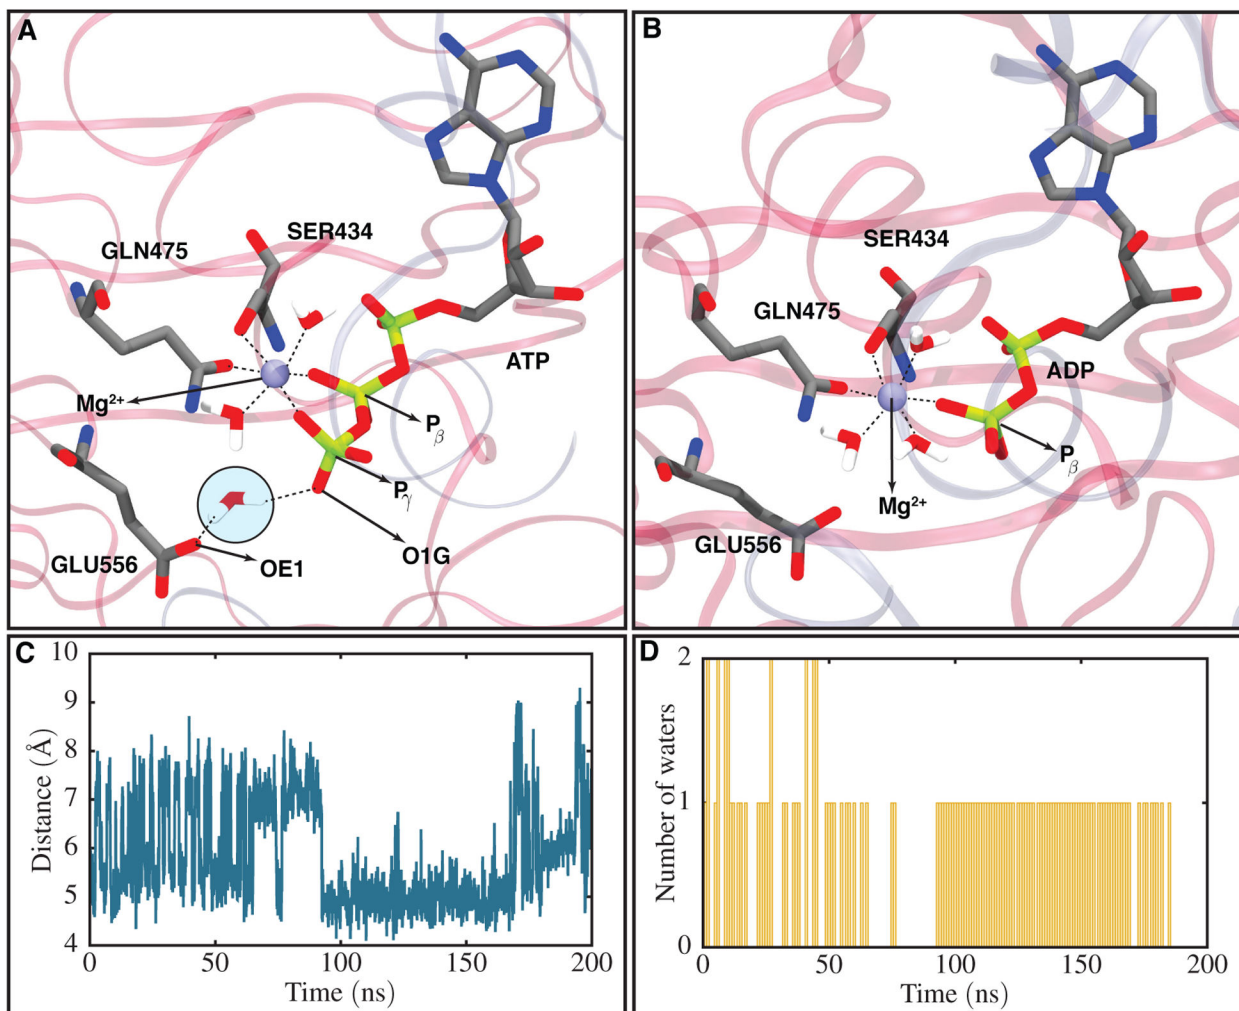 A
SER434
GLN475
ATP
Mg²⁺
Pβ
Pγ
O1G
GLU556
OE1
B
SER434
GLN475
ADP
Pβ
Mg²⁺
GLU556
C
10
9
8
7
6
5
4
Distance (Å)
0 50 100 150 200
Time (ns)
D
2
1
0
Number of waters
0 50 100 150 200
Time (ns)